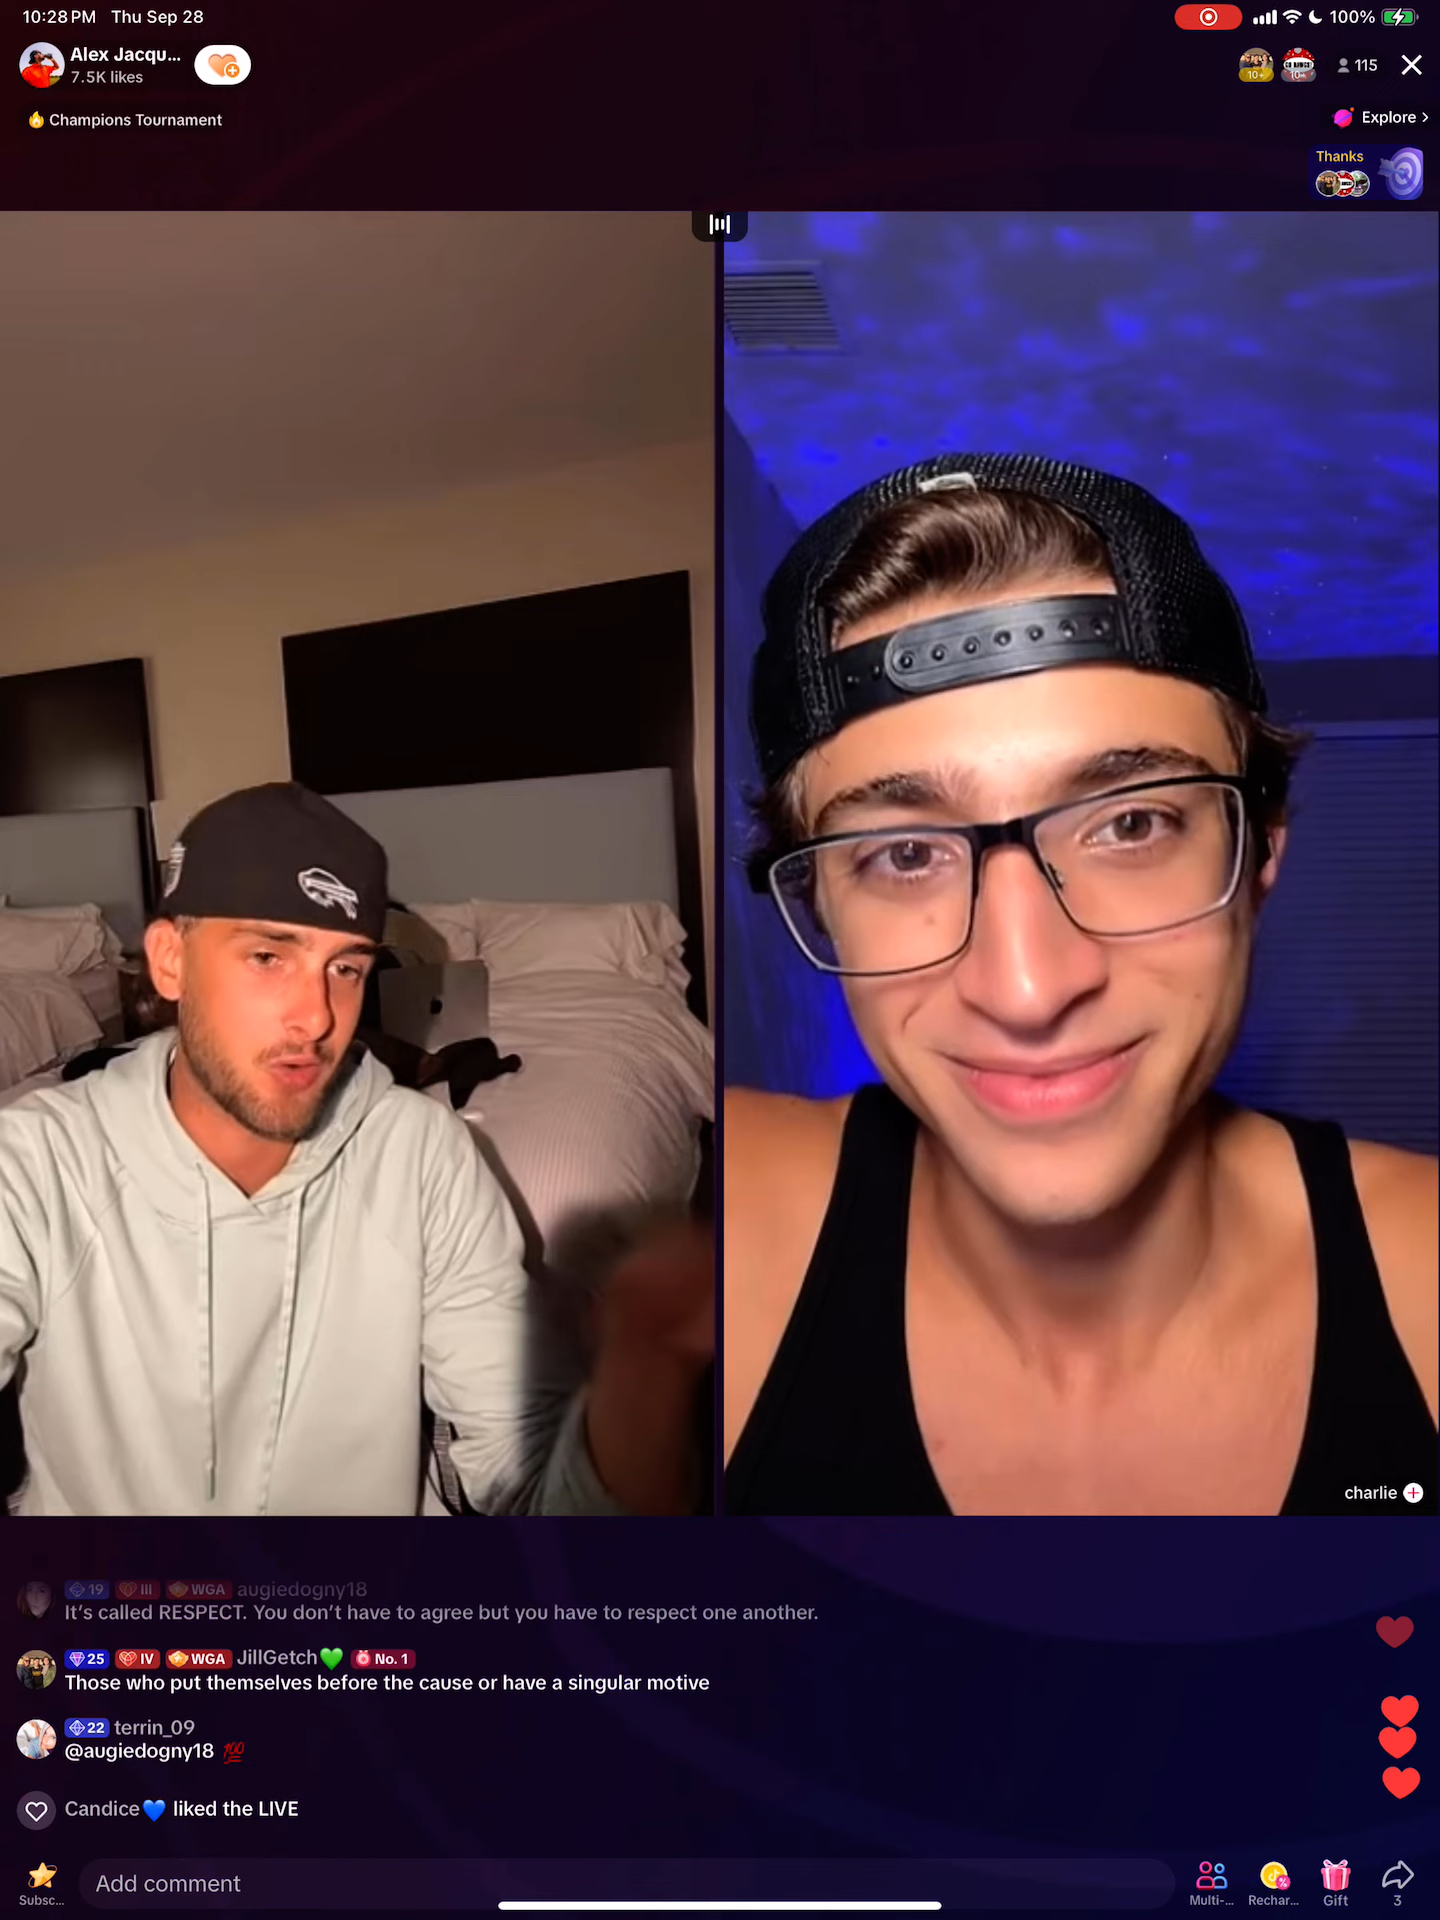 10:28 PM Thu Sep 28
100%
Alex Jacqu...
7.5K likes
10+
10+
115
Champions Tournament
Explore >
Thanks
charlie
19 III WGA augiedogny18
It's called RESPECT. You don't have to agree but you have to respect one another.
25 IV WGA JillGetch💚 No. 1
Those who put themselves before the cause or have a singular motive
22 terrin_09
@augiedogny18 💯
Candice💙 liked the LIVE
Subsc...
Add comment
Multi-...
Rechar...
Gift
3